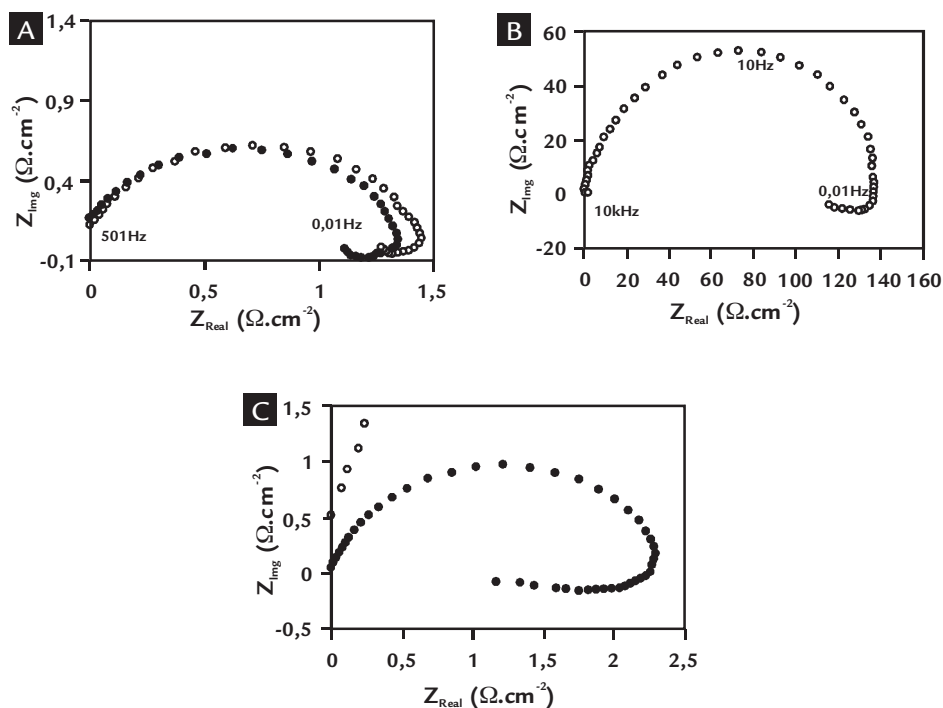 A
1,4
0,9
0,4
-0,1
Z_Img (Ω.cm⁻²)
501Hz
0,01Hz
0
0,5
1
1,5
Z_Real (Ω.cm⁻²)
B
60
40
20
0
-20
Z_Img (Ω.cm⁻²)
10Hz
0,01Hz
10kHz
0 20 40 60 80 100 120 140 160
Z_Real (Ω.cm⁻²)
C
1,5
1
0,5
0
-0,5
Z_Img (Ω.cm⁻²)
0 0,5 1 1,5 2 2,5
Z_Real (Ω.cm⁻²)